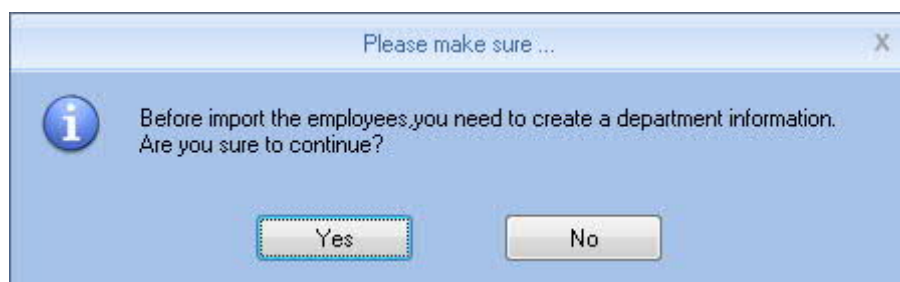 Please make sure ...
X
Before import the employees,you need to create a department information.
Are you sure to continue?
Yes
No